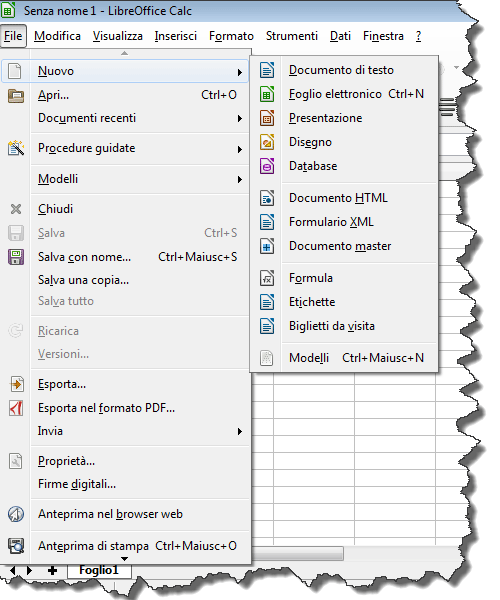 Senza nome 1 - LibreOffice Calc
File Modifica Visualizza Inserisci Formato Strumenti Dati Finestra ?
Nuovo
Apri... Ctrl+O
Documenti recenti
Procedure guidate
Modelli
Chiudi
Salva Ctrl+S
Salva con nome... Ctrl+Maiusc+S
Salva una copia...
Salva tutto
Ricarica
Versioni...
Esporta...
Esporta nel formato PDF...
Invia
Proprietà...
Firme digitali...
Anteprima nel browser web
Anteprima di stampa Ctrl+Maiusc+O
Documento di testo
Foglio elettronico Ctrl+N
Presentazione
Disegno
Database
Documento HTML
Formulario XML
Documento master
Formula
Etichette
Biglietti da visita
Modelli Ctrl+Maiusc+N
Foglio1